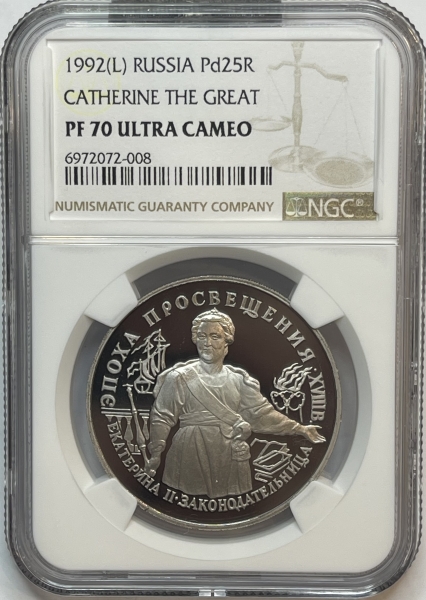 1992(L) RUSSIA Pd25R
CATHERINE THE GREAT
PF 70 ULTRA CAMEO
6972072-008
NUMISMATIC GUARANTY COMPANY
NGC®
ЭПОХА ПРОСВЕЩЕНИЯ XVIIIВ.
ЕКАТЕРИНА II·ЗАКОНОДАТЕЛЬНИЦА